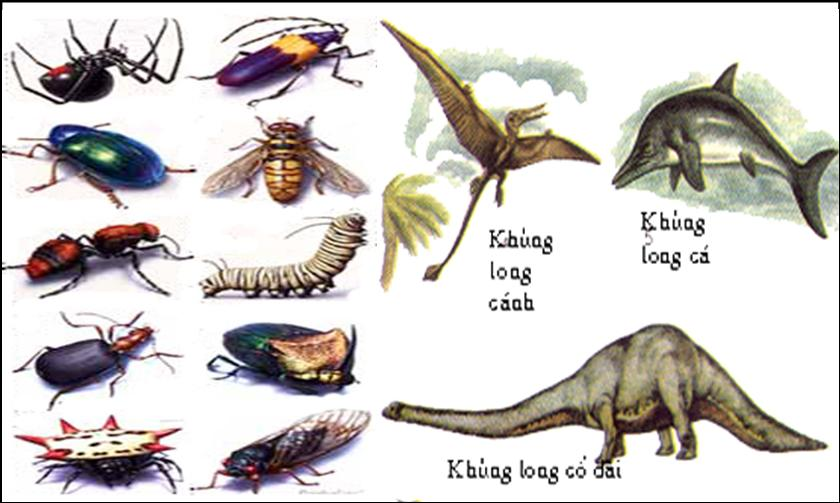 Khủng
long
cánh
Khủng
long cá
Khủng long cổ dài